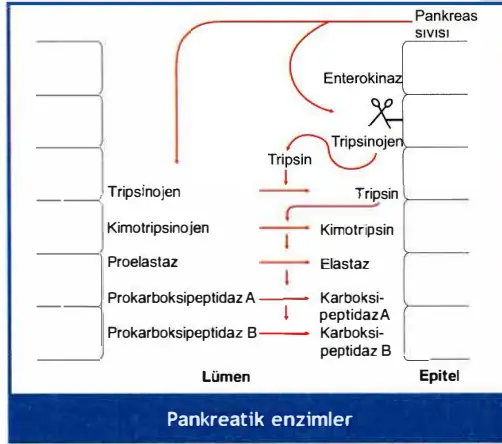 Pankreas
sıvısı
Enterokinaz
Tripsinojen
Tripsin
Tripsinojen
Tripsin
Kimotripsinojen
Kimotripsin
Proelastaz
Elastaz
Prokarboksipeptidaz A
Karboksi-
peptidazA
Prokarboksipeptidaz B
Karboksi-
peptidaz B
Lümen
Epitel
Pankreatik enzimler